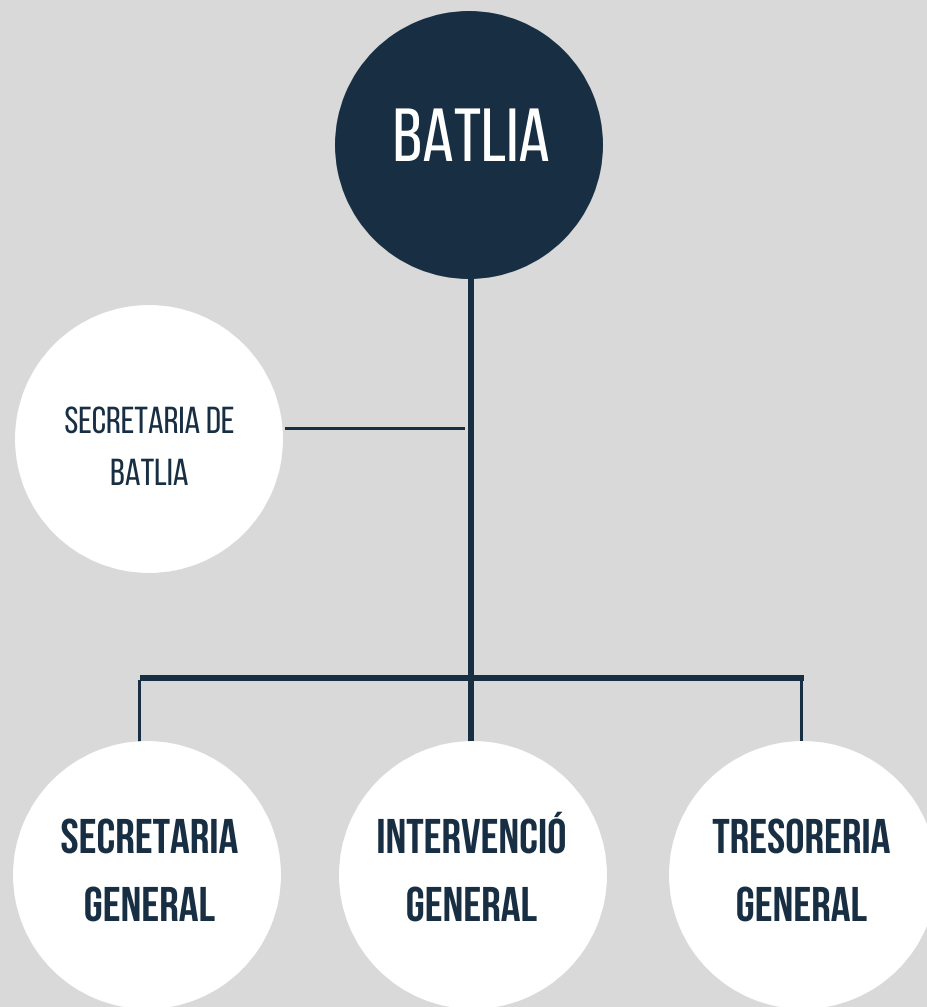 BATLIA
SECRETARIA DE
BATLIA
SECRETARIA
GENERAL
INTERVENCIÓ
GENERAL
TRESORERIA
GENERAL